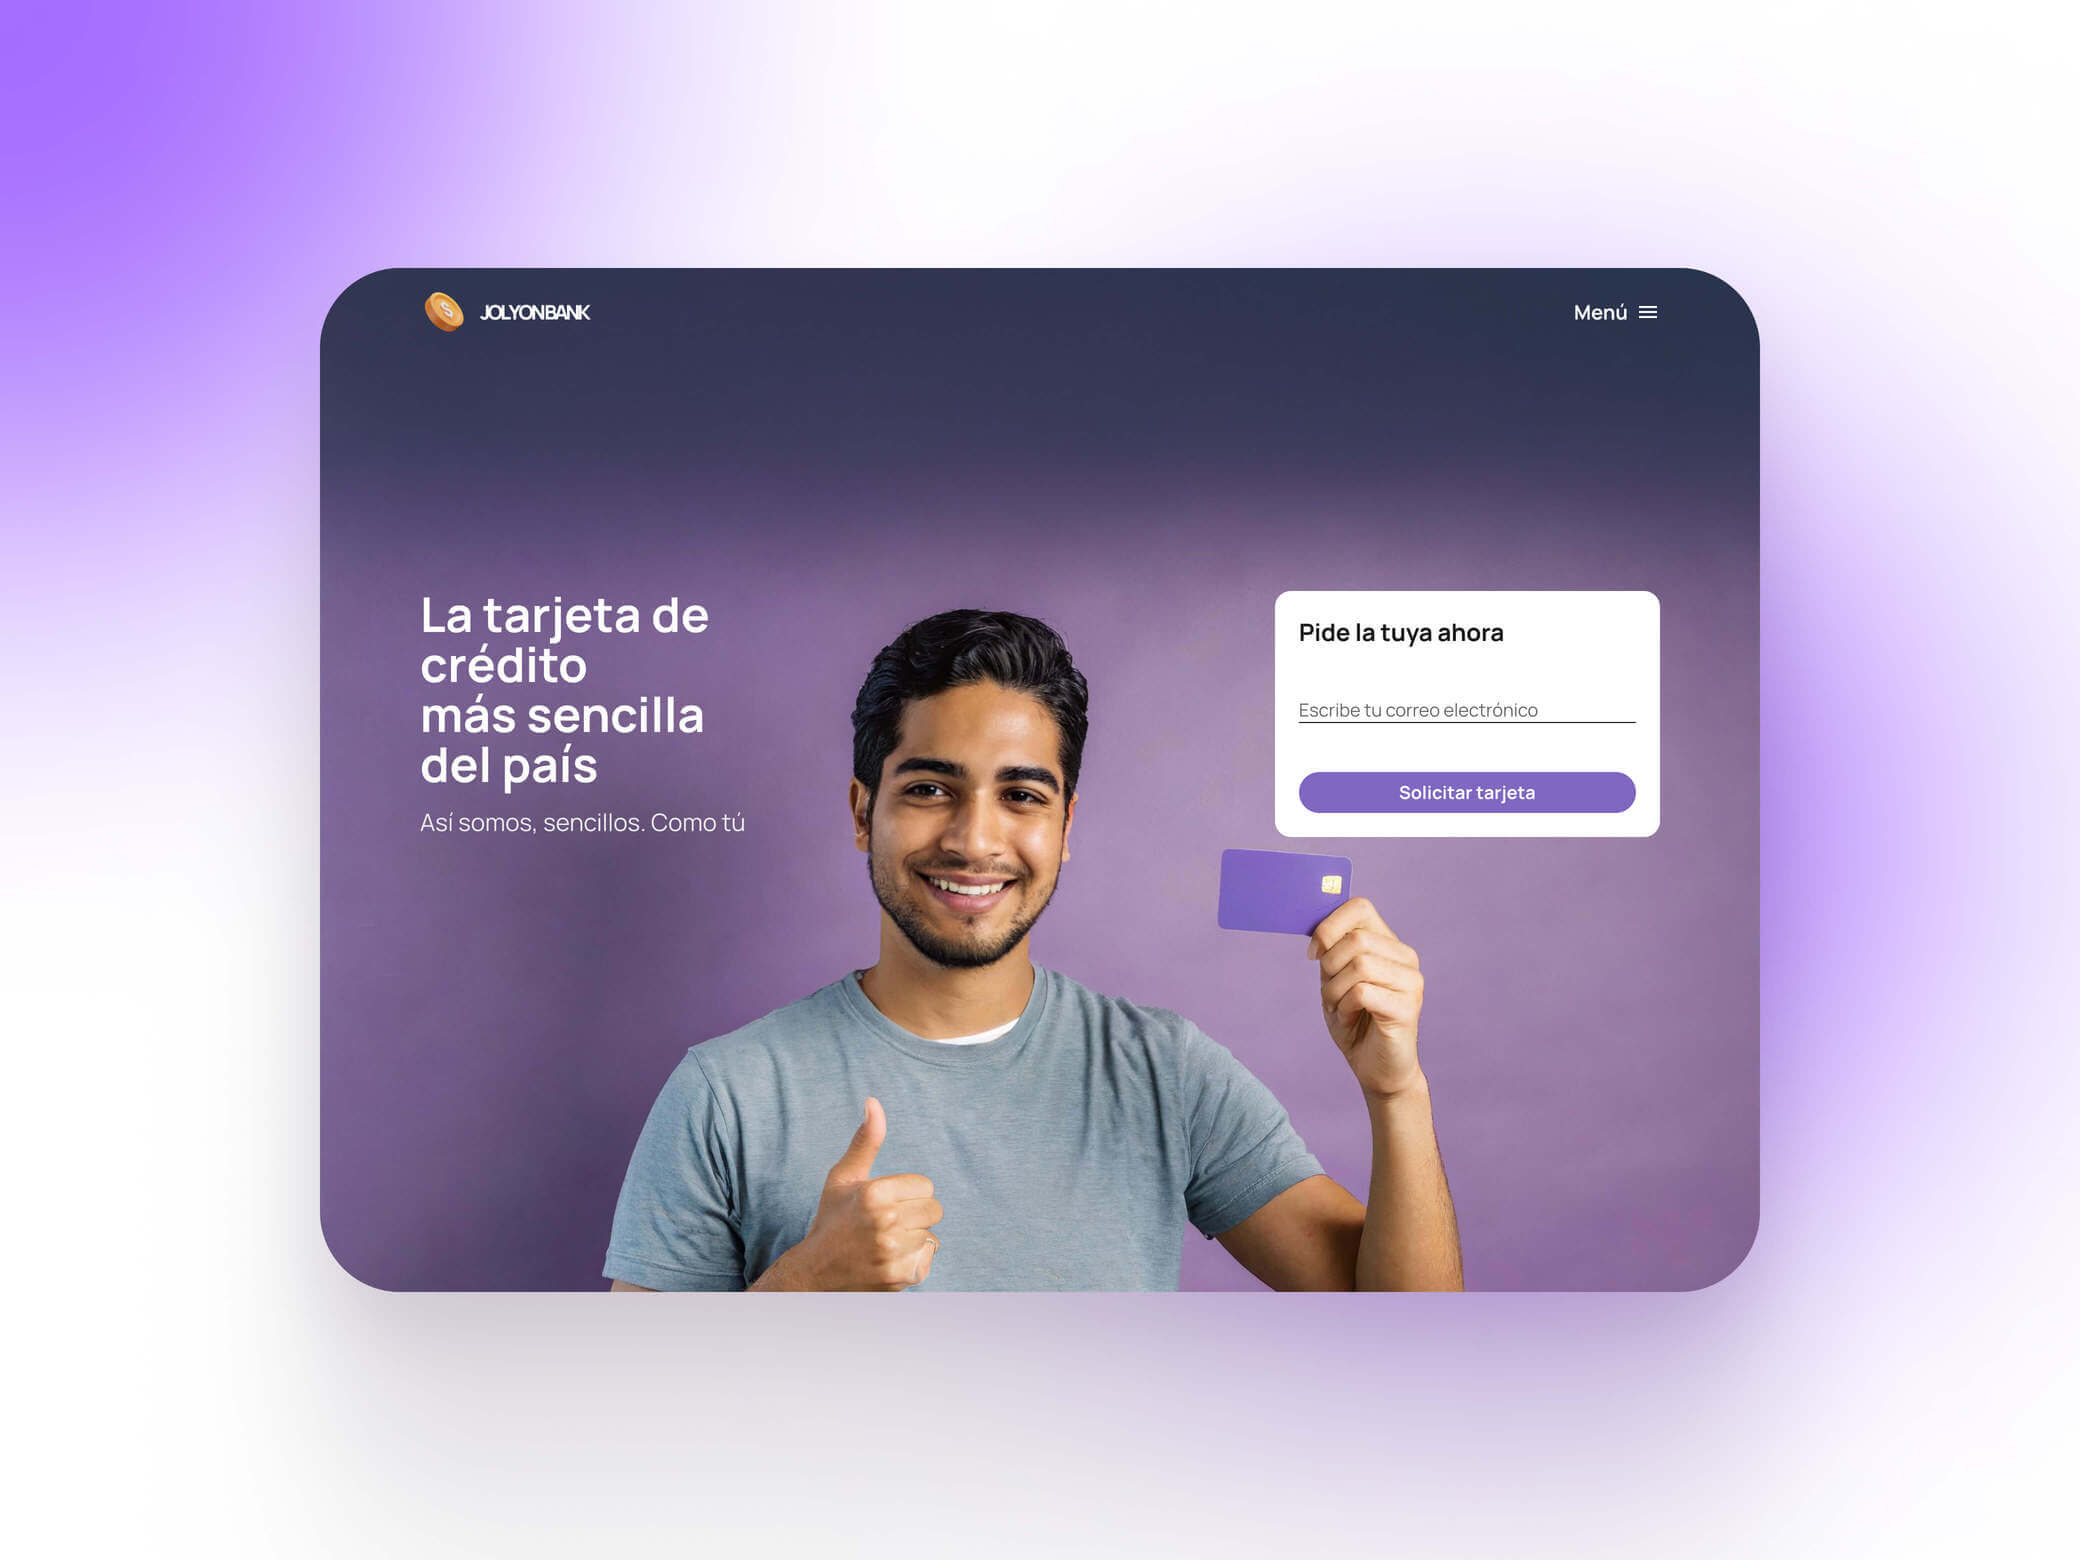 JOLYONBANK
Menú
La tarjeta de
crédito
más sencilla
del país
Así somos, sencillos. Como tú
Pide la tuya ahora
Escribe tu correo electrónico
Solicitar tarjeta